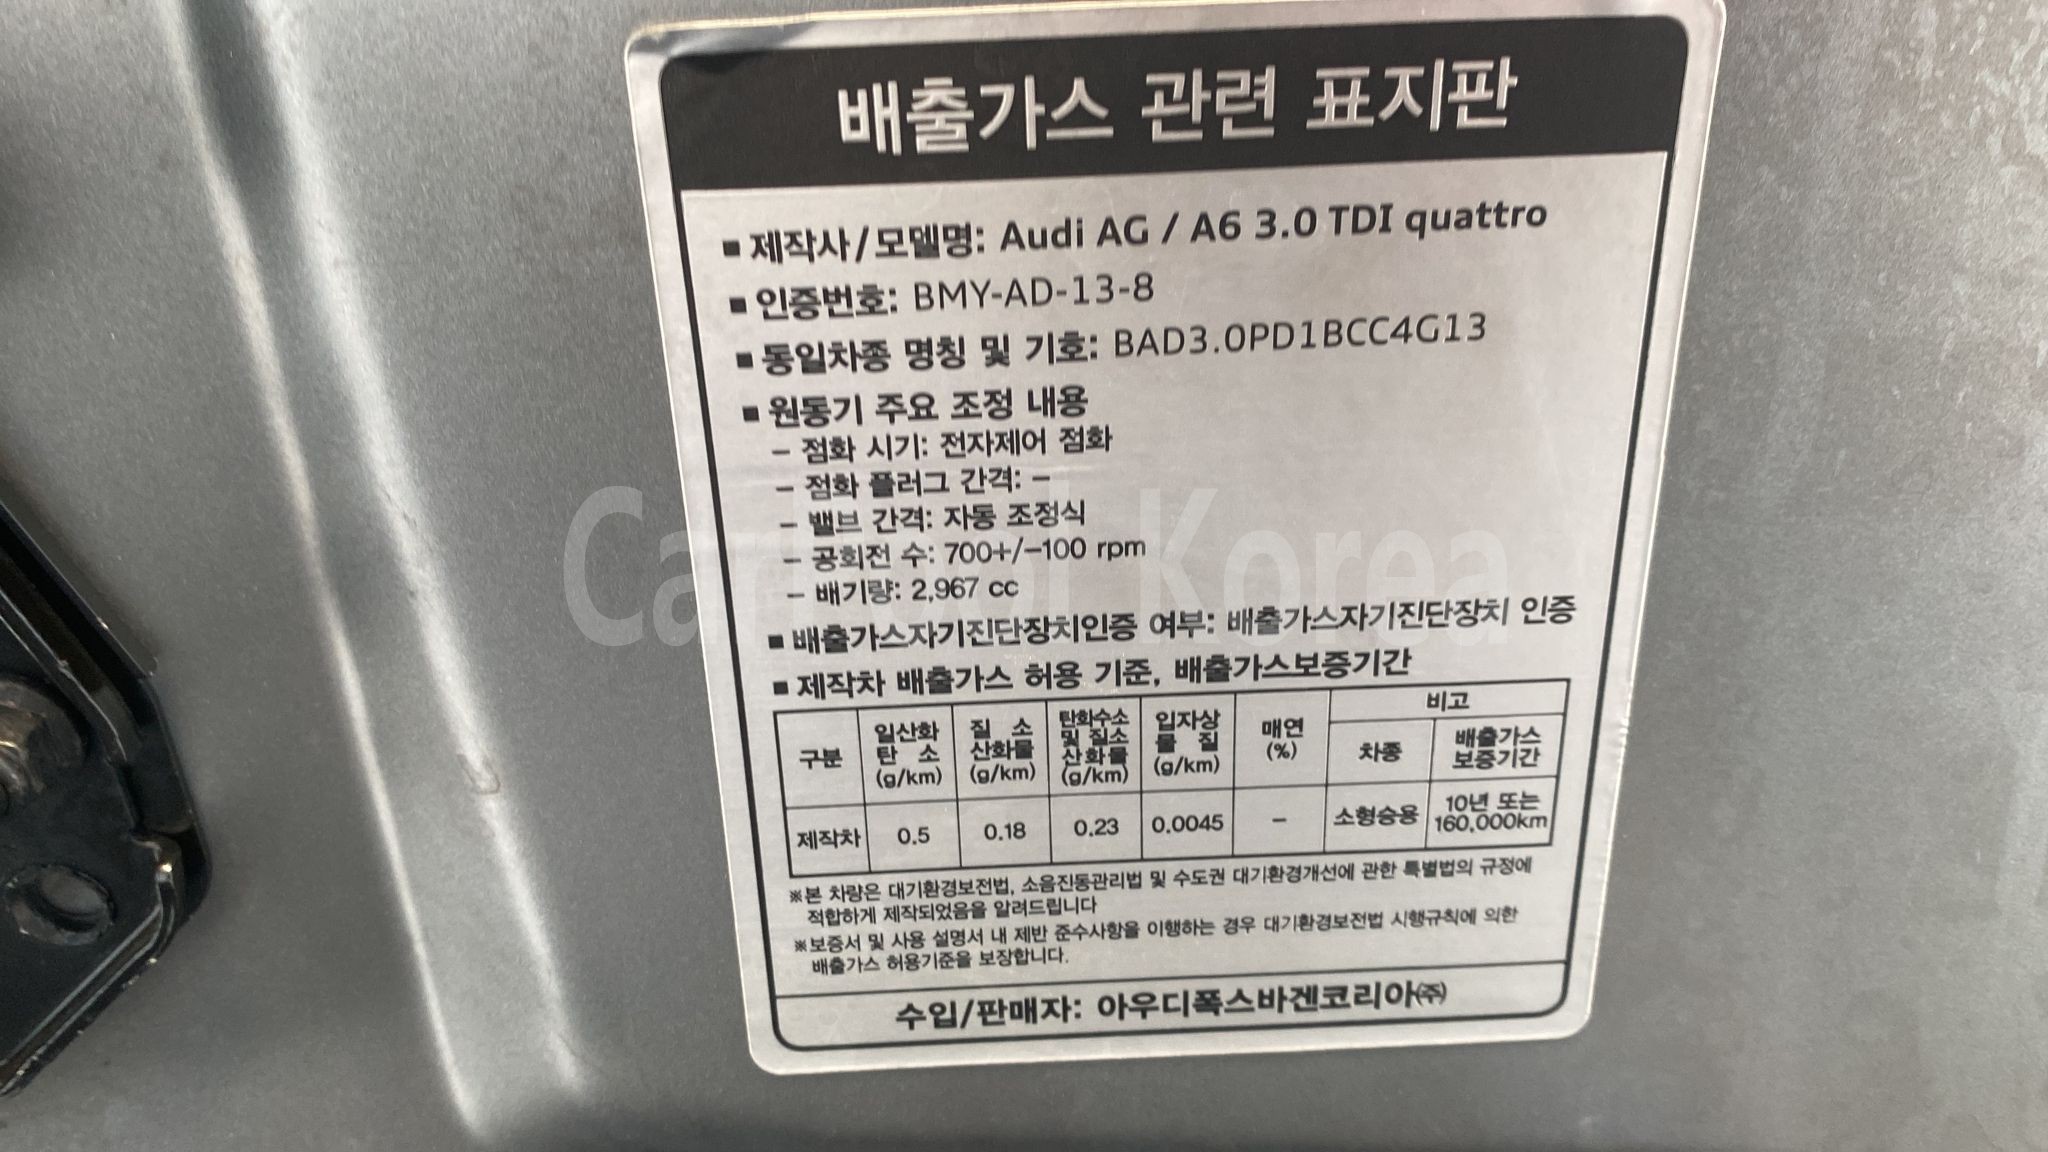 배출가스 관련 표지판
▪ 제작사/모델명: Audi AG / A6 3.0 TDI quattro
▪ 인증번호: BMY-AD-13-8
▪ 동일차종 명칭 및 기호: BAD3.0PD1BCC4G13
▪ 원동기 주요 조정 내용
– 점화 시기: 전자제어 점화
– 점화 플러그 간격: –
– 밸브 간격: 자동 조정식
– 공회전 수: 700+/–100 rpm
– 배기량: 2,967 cc
▪ 배출가스자기진단장치인증 여부: 배출가스자기진단장치 인증
▪ 제작차 배출가스 허용 기준, 배출가스보증기간
구분 일산화탄소 (g/km) 질소산화물 (g/km) 탄화수소 및 질소산화물 (g/km) 입자상물질 (g/km) 매연 (%) 비고
차종 배출가스 보증기간
제작차 0.5 0.18 0.23 0.0045 – 소형승용 10년 또는 160,000km
※본 차량은 대기환경보전법, 소음진동관리법 및 수도권 대기환경개선에 관한 특별법의 규정에
적합하게 제작되었음을 알려드립니다
※보증서 및 사용 설명서 내 제반 준수사항을 이행하는 경우 대기환경보전법 시행규칙에 의한
배출가스 허용기준을 보장합니다.
수입/판매자: 아우디폭스바겐코리아㈜
Korea